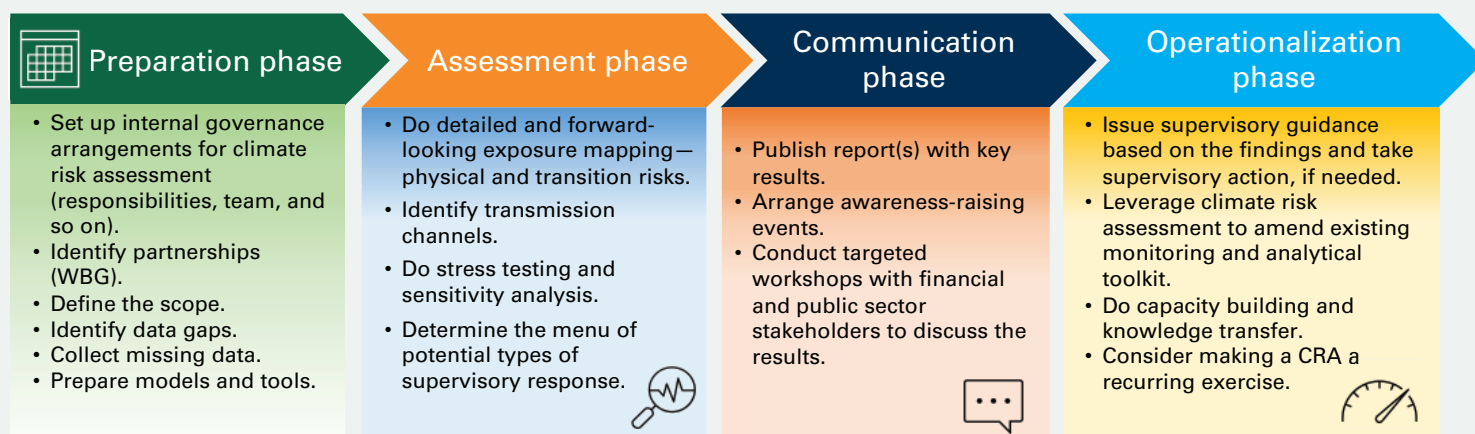 Preparation phase
• Set up internal governance
arrangements for climate
risk assessment
(responsibilities, team, and
so on).
• Identify partnerships
(WBG).
• Define the scope.
• Identify data gaps.
• Collect missing data.
• Prepare models and tools.
Assessment phase
• Do detailed and forward-
looking exposure mapping—
physical and transition risks.
• Identify transmission
channels.
• Do stress testing and
sensitivity analysis.
• Determine the menu of
potential types of
supervisory response.
Communication
phase
• Publish report(s) with key
results.
• Arrange awareness-raising
events.
• Conduct targeted
workshops with financial
and public sector
stakeholders to discuss the
results.
Operationalization
phase
• Issue supervisory guidance
based on the findings and take
supervisory action, if needed.
• Leverage climate risk
assessment to amend existing
monitoring and analytical
toolkit.
• Do capacity building and
knowledge transfer.
• Consider making a CRA a
recurring exercise.